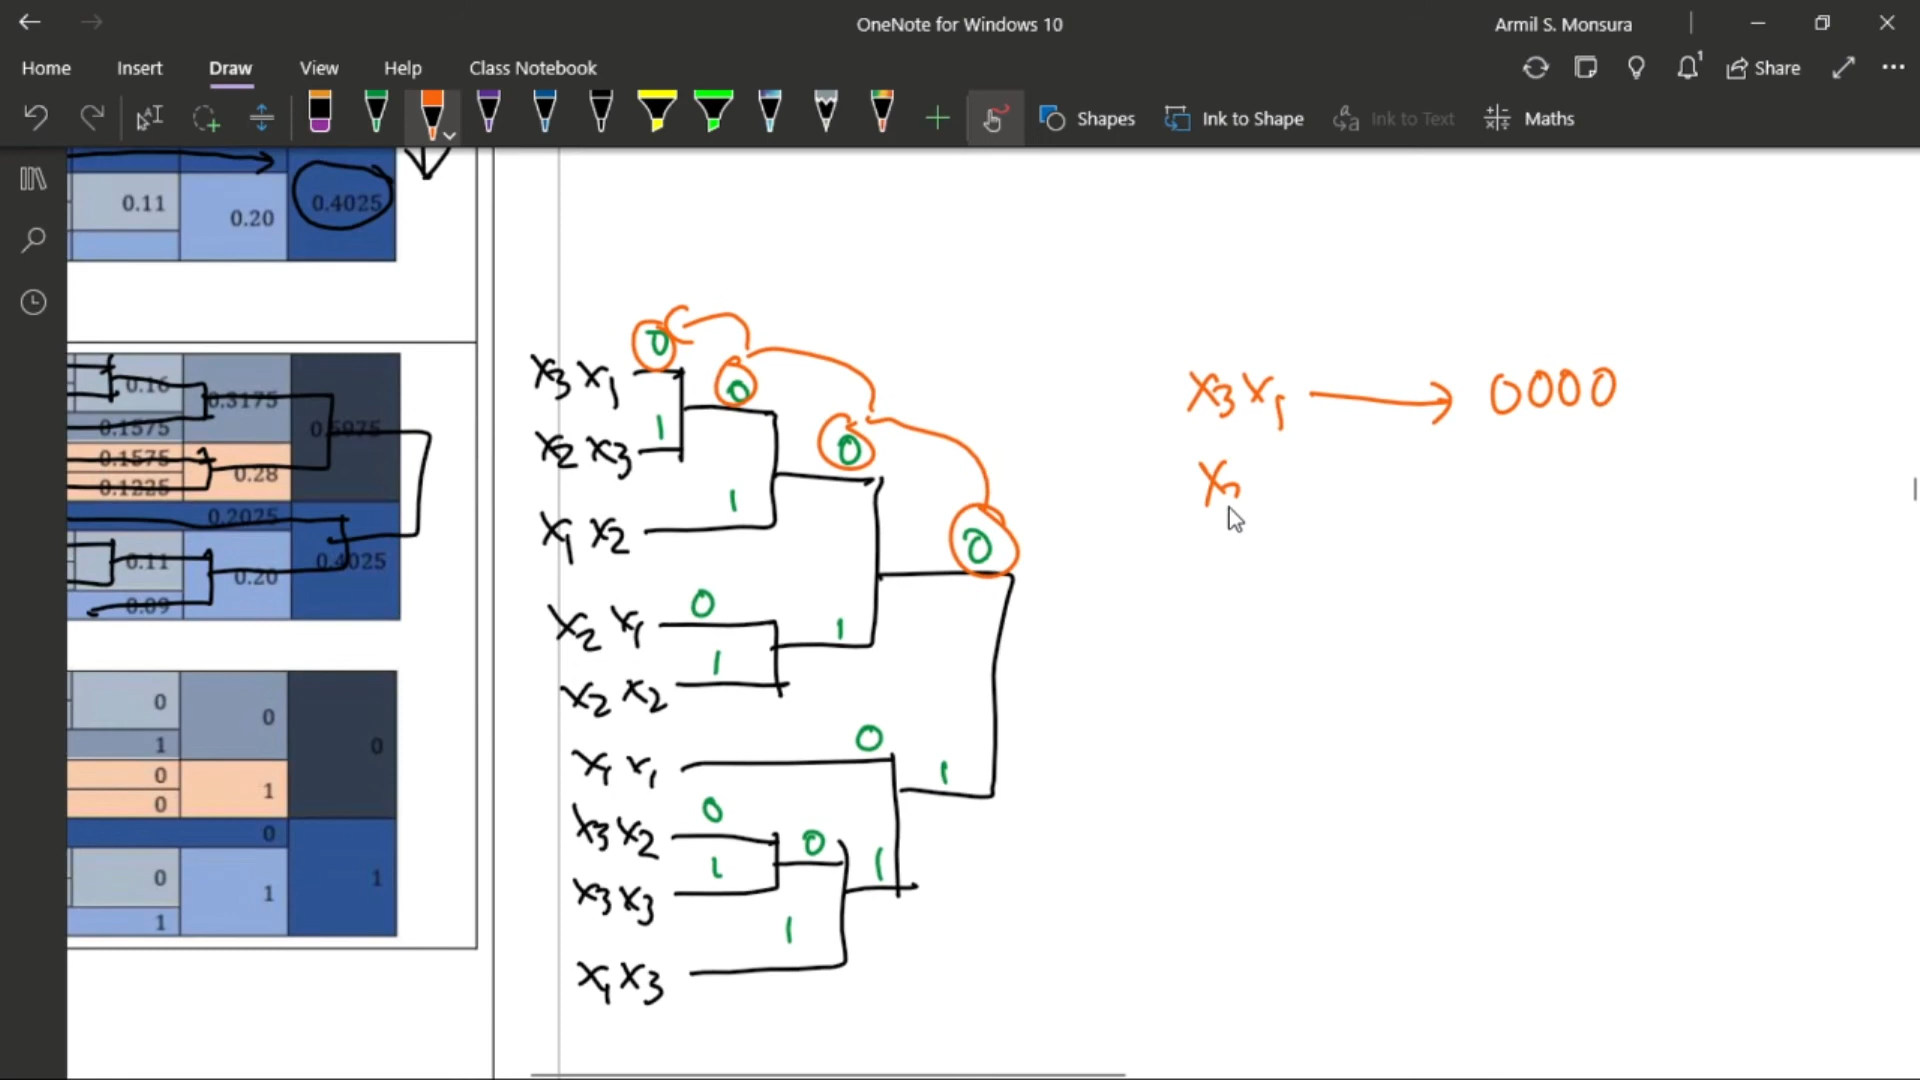 OneNote for Windows 10
Armil S. Monsura
Home Insert Draw View Help Class Notebook
1
Share
Shapes
Ink to Shape
Ink to Text
Maths
0.11 0.20 0.4025
0.16 0.3175
0.1575 0.5975
0.1575
0.1225 0.28
0.2025
0.11 0.20 0.4025
0.09
0 0 0
1
0 1
0
0
0 1 1
1
x3 x1 0 0
x2 x3 1 0
x1 x2 1 0
x2 x1 0 1
x2 x2 1
x1 x1 0 1
x3 x2 0 0
x3 x3 1 1
x1 x3 1
x3 x1 → 0000
x